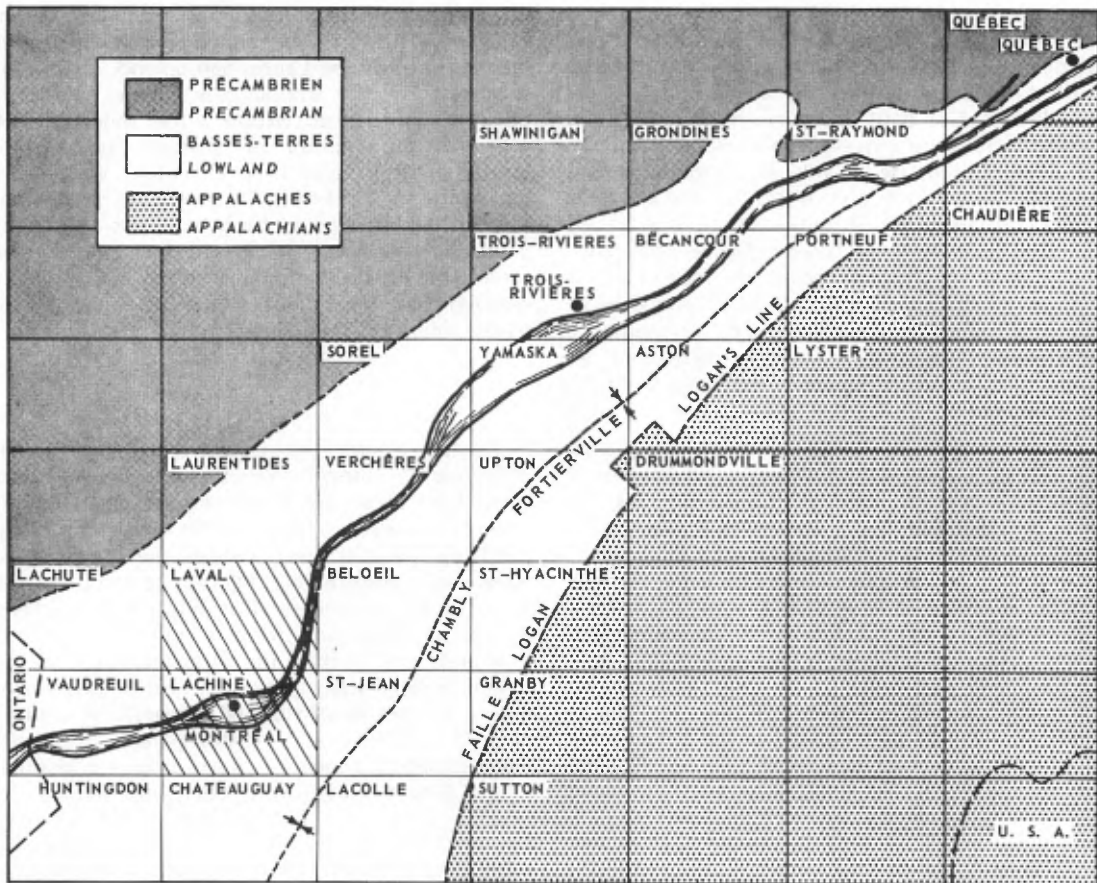 QUÉBEC
QUÉBEC
PRÉCAMBRIEN
PRECAMBRIAN
BASSES-TERRES
LOWLAND
APPALACHES
APPALACHIANS
SHAWINIGAN
GRONDINES
ST-RAYMOND
CHAUDIÈRE
TROIS-RIVIERES
BÉCANCOUR
PORTNEUF
TROIS-
RIVIÈRES
SOREL
YAMASKA
ASTON
LOGAN'S LINE
LYSTER
LAURENTIDES
VERCHÈRES
UPTON
FORTIERVILLE
DRUMMONDVILLE
LACHUTE
LAVAL
BELOEIL
ST-HYACINTHE
CHAMBLY
ONTARIO
VAUDREUIL
LACHINE
MONTRÉAL
ST-JEAN
GRANBY
FAILLE LOGAN
HUNTINGDON
CHATEAUGUAY
LACOLLE
SUTTON
U. S. A.